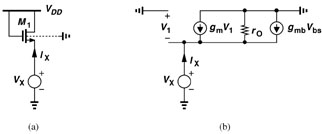 V_DD
M_1
I_X
V_X
+
−
(a)
+
V_1
−
g_mV_1
r_O
g_mbV_bs
I_X
V_X
+
−
(b)